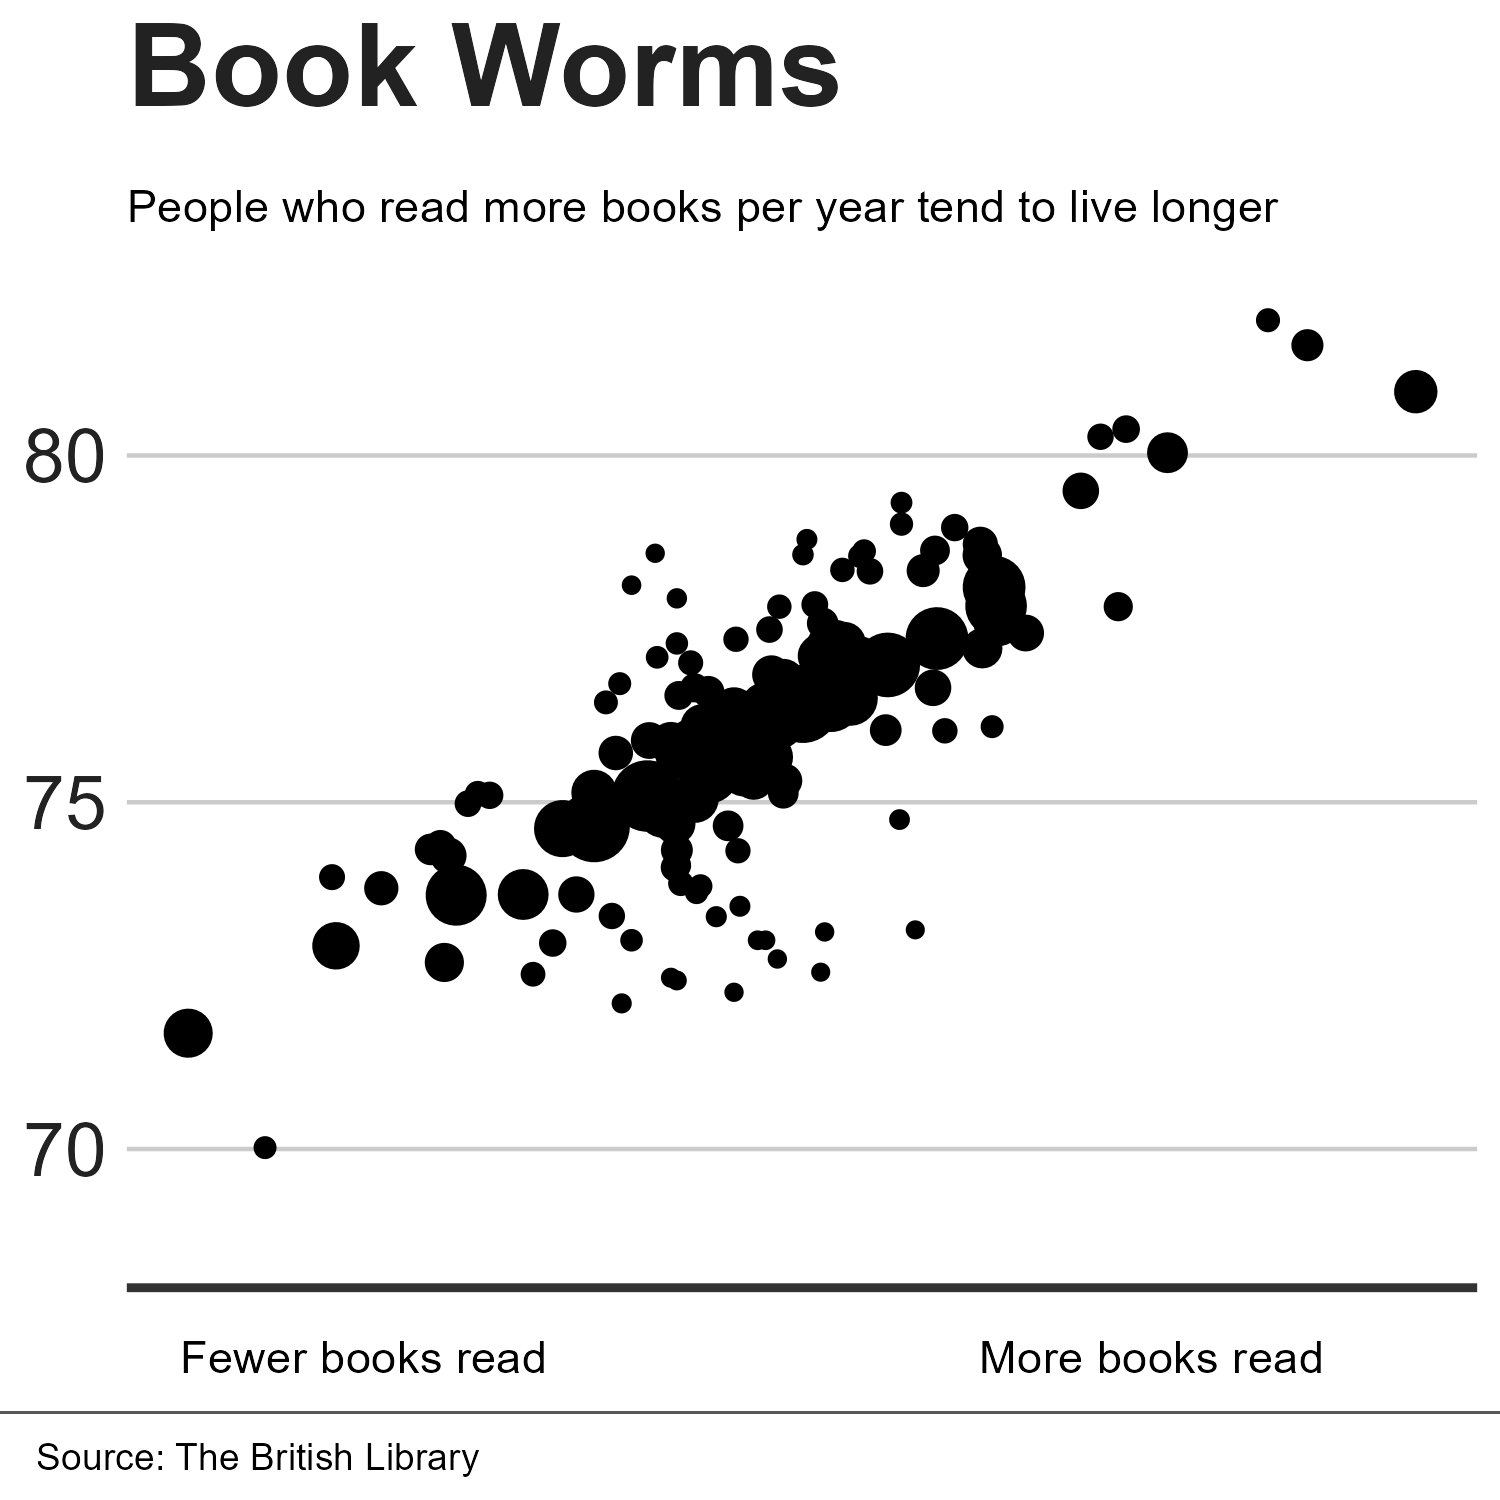 Book Worms
People who read more books per year tend to live longer
80
75
70
Fewer books read
More books read
Source: The British Library